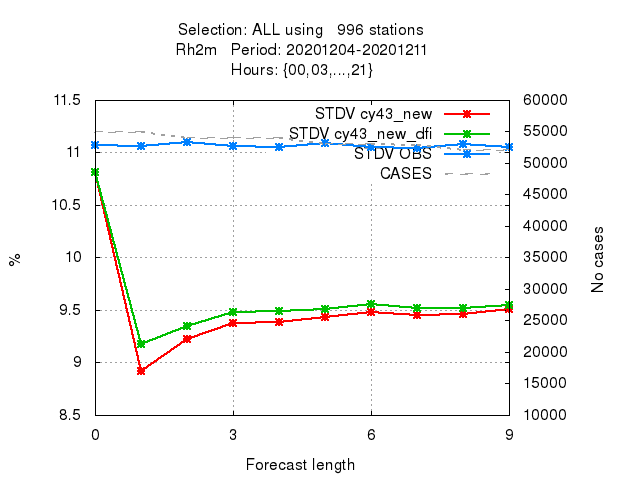 Selection: ALL using 996 stations
Rh2m Period: 20201204-20201211
Hours: {00,03,...,21}
11.5
11
10.5
10
9.5
9
8.5
%
STDV cy43_new
STDV cy43_new_dfi
STDV OBS
CASES
60000
55000
50000
45000
40000
35000
30000
25000
20000
15000
10000
No cases
0
3
6
9
Forecast length